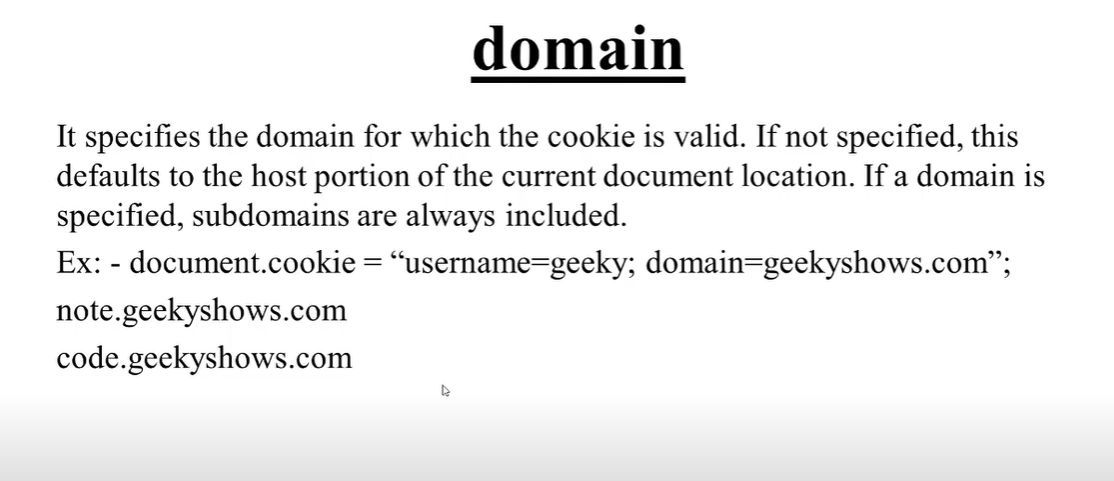 domain
It specifies the domain for which the cookie is valid. If not specified, this
defaults to the host portion of the current document location. If a domain is
specified, subdomains are always included.
Ex: - document.cookie = “username=geeky; domain=geekyshows.com”;
note.geekyshows.com
code.geekyshows.com